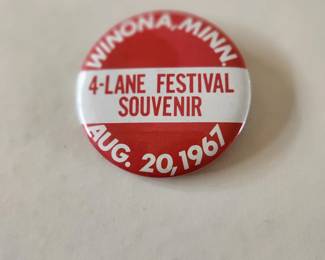 WINONA, MINN.
4-LANE FESTIVAL
SOUVENIR
AUG. 20, 1967